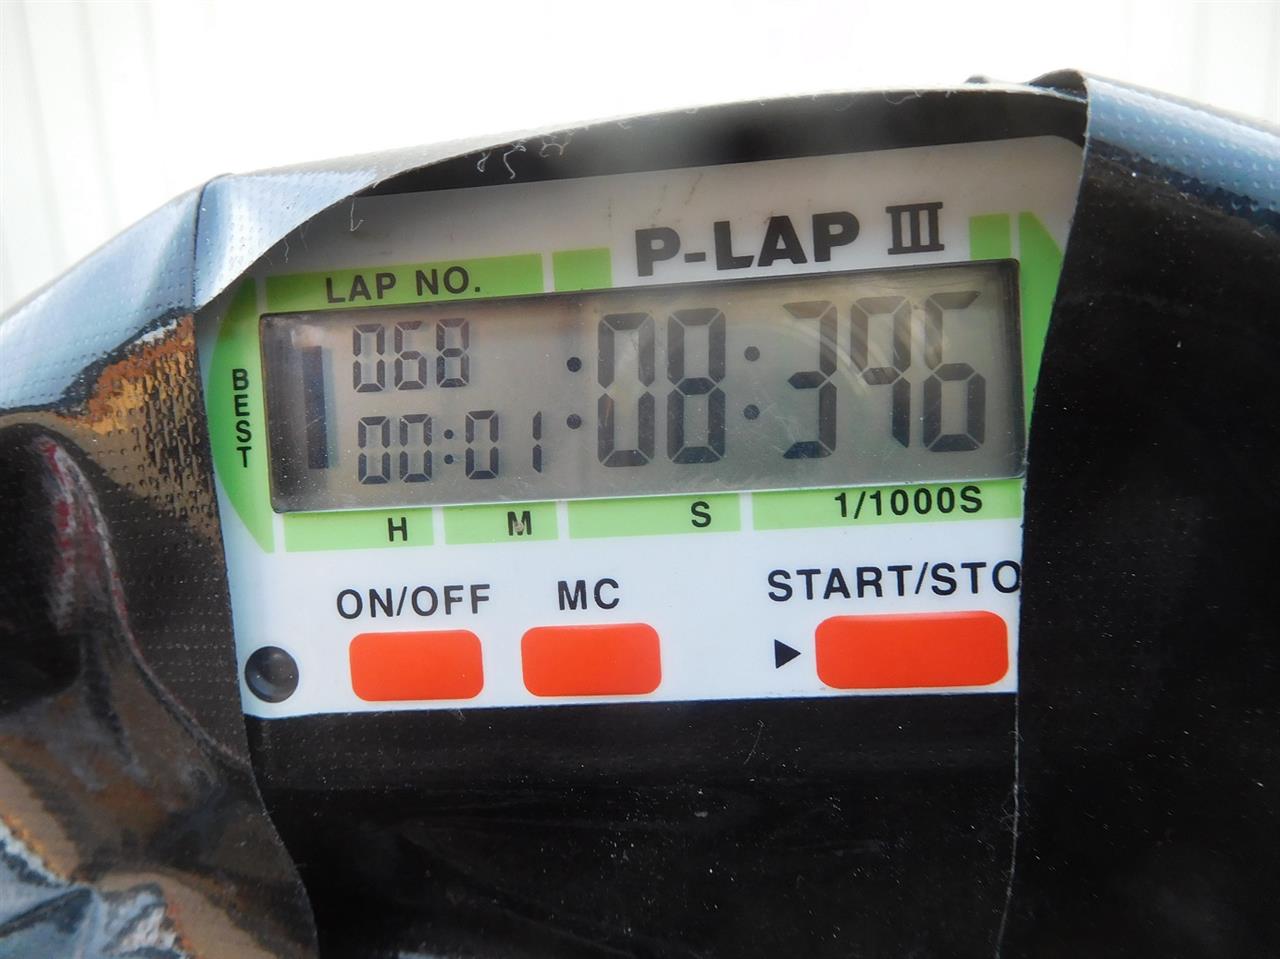 P-LAP III
LAP NO.
068
BEST
00:01:08:396
H M S 1/1000S
ON/OFF MC START/STO